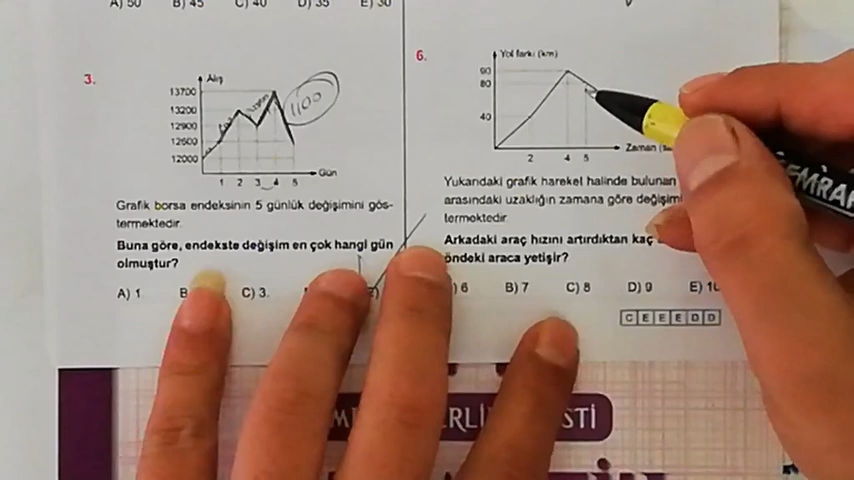 A) 50 B) 45 C) 40 D) 35 E) 30
3.
Alış
13700
13200
12900
12600
12000
1 2 3 4 5
Gün
1100
Grafik borsa endeksinin 5 günlük değişimini gös-
termektedir.
Buna göre, endekste değişim en çok hangi gün
olmuştur?
A) 1 B C) 3.
6.
Yol farkı (km)
90
80
40
2 4 5
Zaman
Yukarıdaki grafik hareket halinde bulunan
arasındaki uzaklığın zamana göre değişim
termektedir.
Arkadaki araç hızını artırdıktan kaç
öndeki araca yetişir?
) 6 B) 7 C) 8 D) 9 E) 10
C E E E D D
STİ